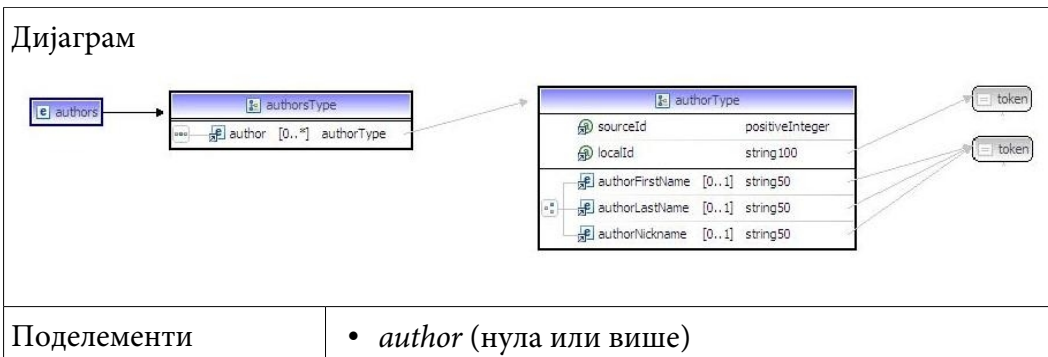 Дијаграм
e authors
authorsType
e author [0..*] authorType
authorType
a sourceId positiveInteger
a localId string100
e authorFirstName [0..1] string50
e authorLastName [0..1] string50
e authorNickname [0..1] string50
token
token
Поделементи
• author (нула или више)